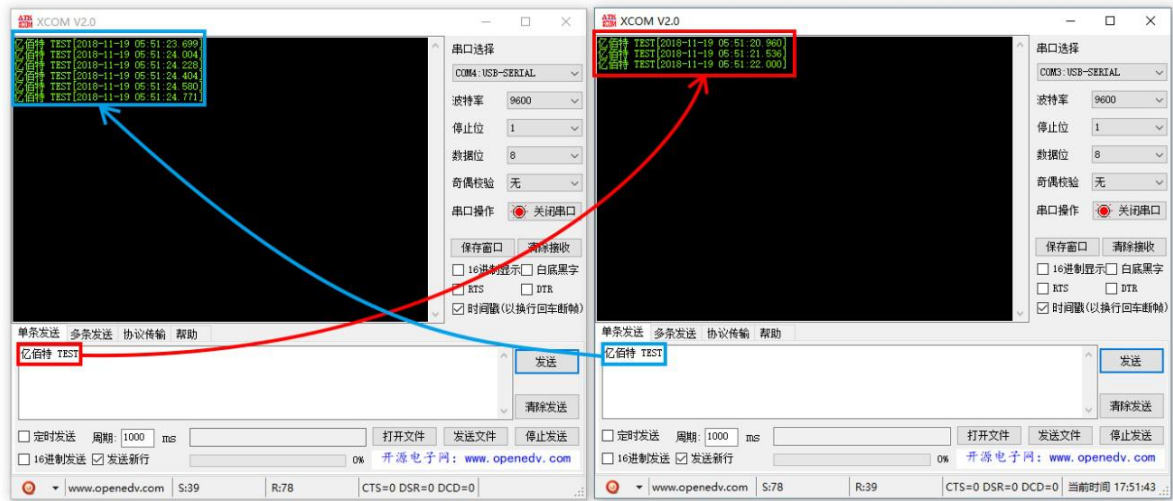 XCOM V2.0
亿佰特 TEST[2018-11-19 05:51:23.699]
亿佰特 TEST[2018-11-19 05:51:24.004]
亿佰特 TEST[2018-11-19 05:51:24.228]
亿佰特 TEST[2018-11-19 05:51:24.404]
亿佰特 TEST[2018-11-19 05:51:24.580]
亿佰特 TEST[2018-11-19 05:51:24.771]
串口选择
COM4:USB-SERIAL
波特率 9600
停止位 1
数据位 8
奇偶校验 无
串口操作 关闭串口
保存窗口 清除接收
16进制显示 白底黑字
RTS DTR
时间戳(以换行回车断帧)
单条发送 多条发送 协议传输 帮助
亿佰特 TEST
发送
清除发送
定时发送 周期: 1000 ms 打开文件 发送文件 停止发送
16进制发送 发送新行 0% 开源电子网: www.openedv.com
www.openedv.com S:39 R:78 CTS=0 DSR=0 DCD=0
XCOM V2.0
亿佰特 TEST[2018-11-19 05:51:20.960]
亿佰特 TEST[2018-11-19 05:51:21.536]
亿佰特 TEST[2018-11-19 05:51:22.000]
串口选择
COM3:USB-SERIAL
波特率 9600
停止位 1
数据位 8
奇偶校验 无
串口操作 关闭串口
保存窗口 清除接收
16进制显示 白底黑字
RTS DTR
时间戳(以换行回车断帧)
单条发送 多条发送 协议传输 帮助
亿佰特 TEST
发送
清除发送
定时发送 周期: 1000 ms 打开文件 发送文件 停止发送
16进制发送 发送新行 0% 开源电子网: www.openedv.com
www.openedv.com S:78 R:39 CTS=0 DSR=0 DCD=0 当前时间 17:51:43